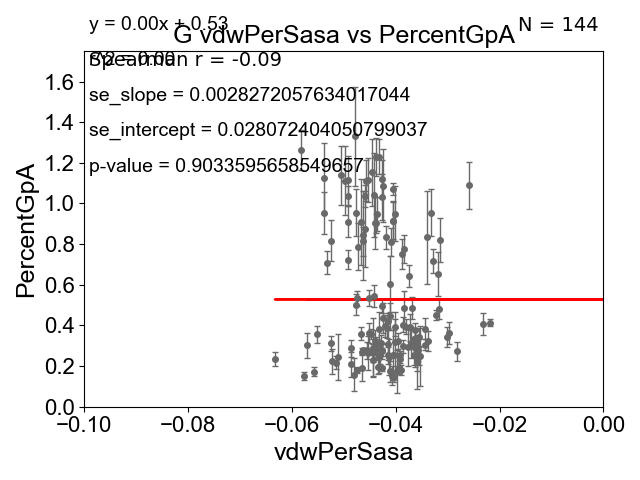 y = 0.00x + 0.53
N = 144
G vdwPerSasa vs PercentGpA
Spearman r = -0.09
se_slope = 0.0028272057634017044
se_intercept = 0.028072404050799037
p-value = 0.9033595658549657
PercentGpA
1.6
1.4
1.2
1.0
0.8
0.6
0.4
0.2
0.0
−0.10
−0.08
−0.06
−0.04
−0.02
0.00
vdwPerSasa